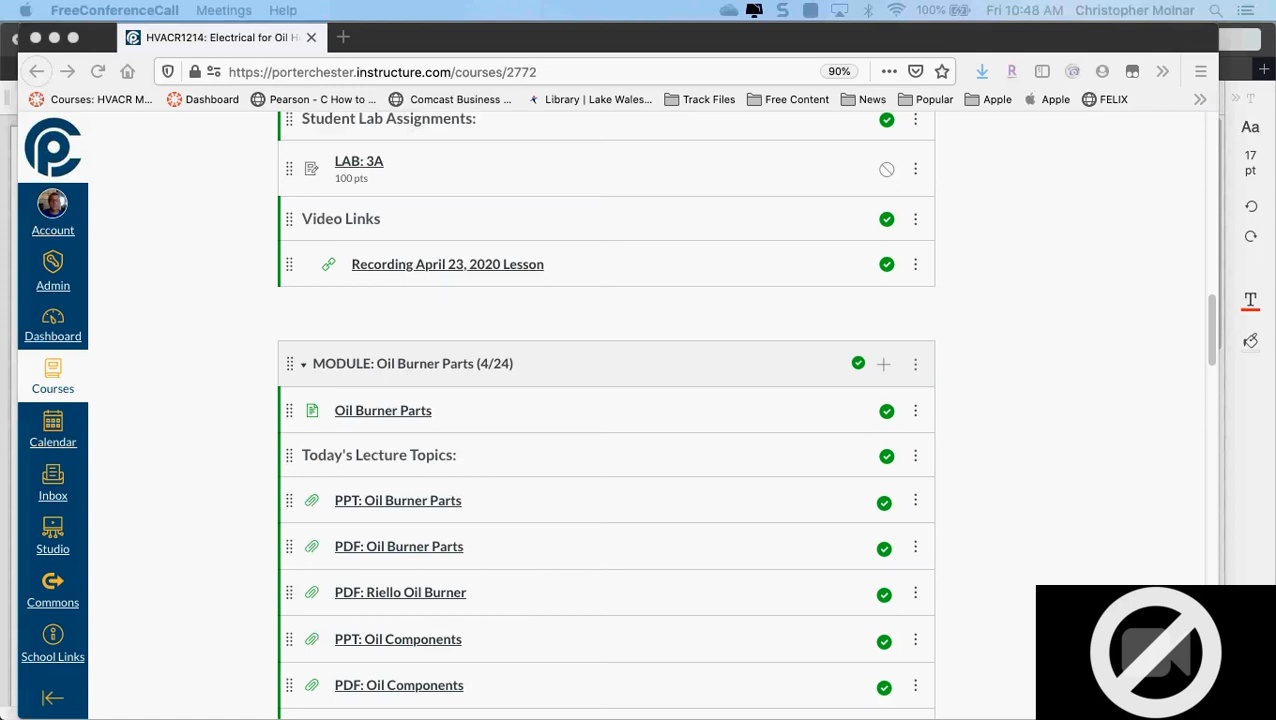 FreeConferenceCall Meetings Help 100% Fri 10:48 AM Christopher Molnar
HVACR1214: Electrical for Oil H
https://porterchester.instructure.com/courses/2772 90%
Courses: HVACR M... Dashboard Pearson - C How to ... Comcast Business ... Library | Lake Wales... Track Files Free Content News Popular Apple Apple FELIX
Student Lab Assignments:
LAB: 3A
100 pts
Video Links
Recording April 23, 2020 Lesson
MODULE: Oil Burner Parts (4/24)
Oil Burner Parts
Today's Lecture Topics:
PPT: Oil Burner Parts
PDF: Oil Burner Parts
PDF: Riello Oil Burner
PPT: Oil Components
PDF: Oil Components
Account
Admin
Dashboard
Courses
Calendar
Inbox
Studio
Commons
School Links
Aa
17
pt
T